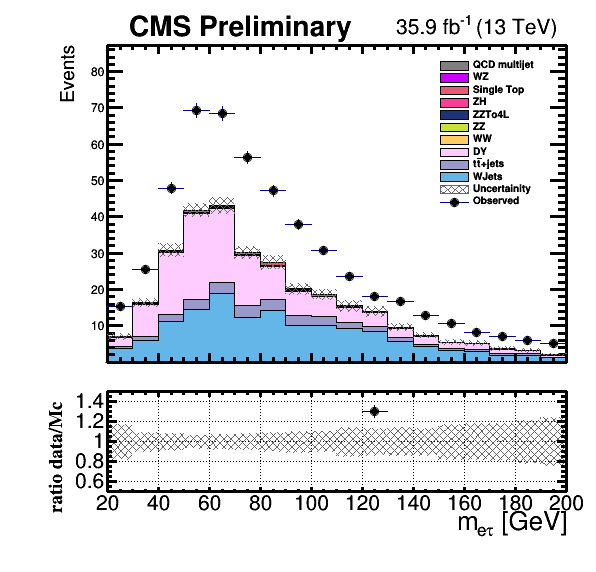 CMS Preliminary
35.9 fb⁻¹ (13 TeV)
Events
80
70
60
50
40
30
20
10
QCD multijet
WZ
Single Top
ZH
ZZTo4L
ZZ
WW
DY
tt̄+jets
WJets
Uncertainity
Observed
ratio data/Mc
1.4
1.2
1
0.8
0.6
20 40 60 80 100 120 140 160 180 200
m_eτ [GeV]